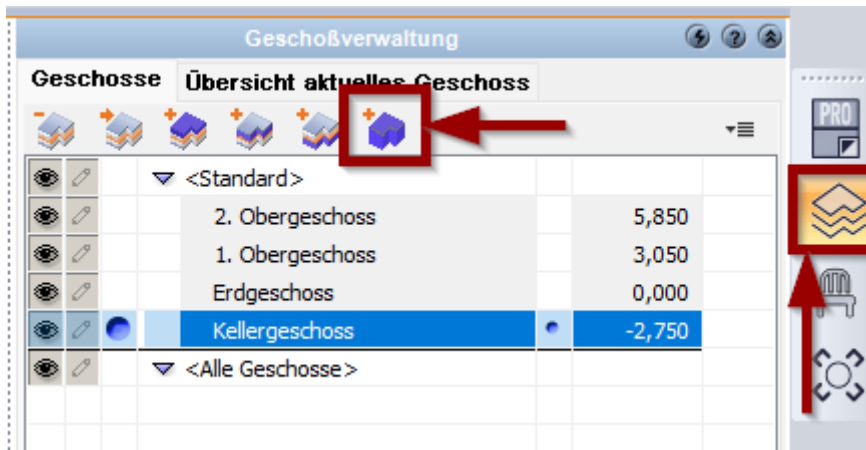 Geschoßverwaltung
Geschosse Übersicht aktuelles Geschoss
PRO
<Standard>
2. Obergeschoss 5,850
1. Obergeschoss 3,050
Erdgeschoss 0,000
Kellergeschoss -2,750
<Alle Geschosse>